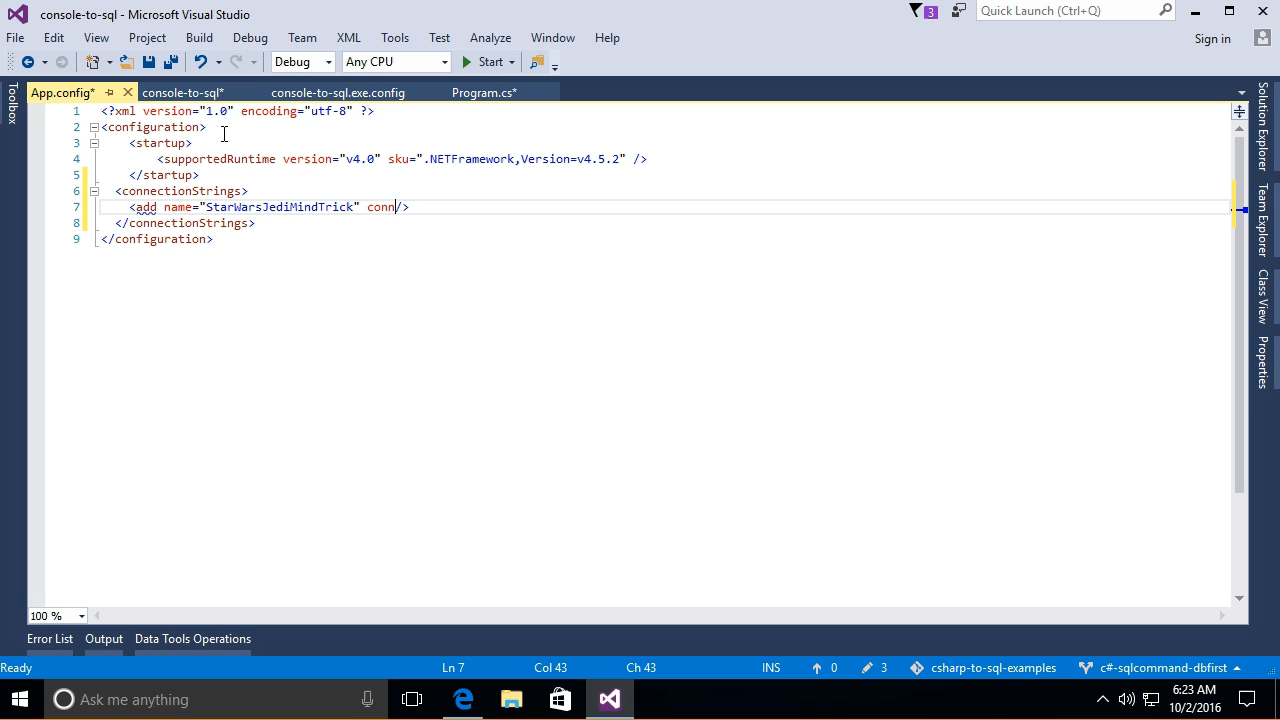 console-to-sql - Microsoft Visual Studio
3
Quick Launch (Ctrl+Q)
File Edit View Project Build Debug Team XML Tools Test Analyze Window Help
Sign in
Debug
Any CPU
Start
App.config*
console-to-sql*
console-to-sql.exe.config
Program.cs*
Toolbox
1 <?xml version="1.0" encoding="utf-8" ?>
2 <configuration>
3 <startup>
4 <supportedRuntime version="v4.0" sku=".NETFramework,Version=v4.5.2" />
5 </startup>
6 <connectionStrings>
7 <add name="StarWarsJediMindTrick" conn/>
8 </connectionStrings>
9 </configuration>
Solution Explorer
Team Explorer
Class View
Properties
100 %
Error List Output Data Tools Operations
Ready
Ln 7
Col 43
Ch 43
INS
0
3
csharp-to-sql-examples
c#-sqlcommand-dbfirst
Ask me anything
6:23 AM
10/2/2016